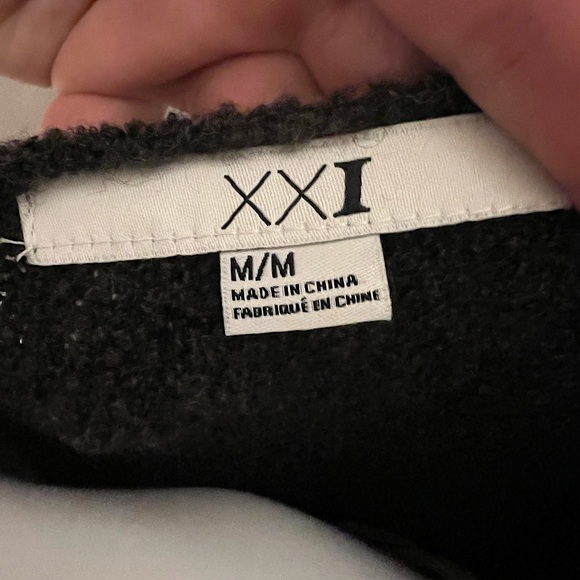 XXI
M/M
MADE IN CHINA
FABRIQUÉ EN CHINE